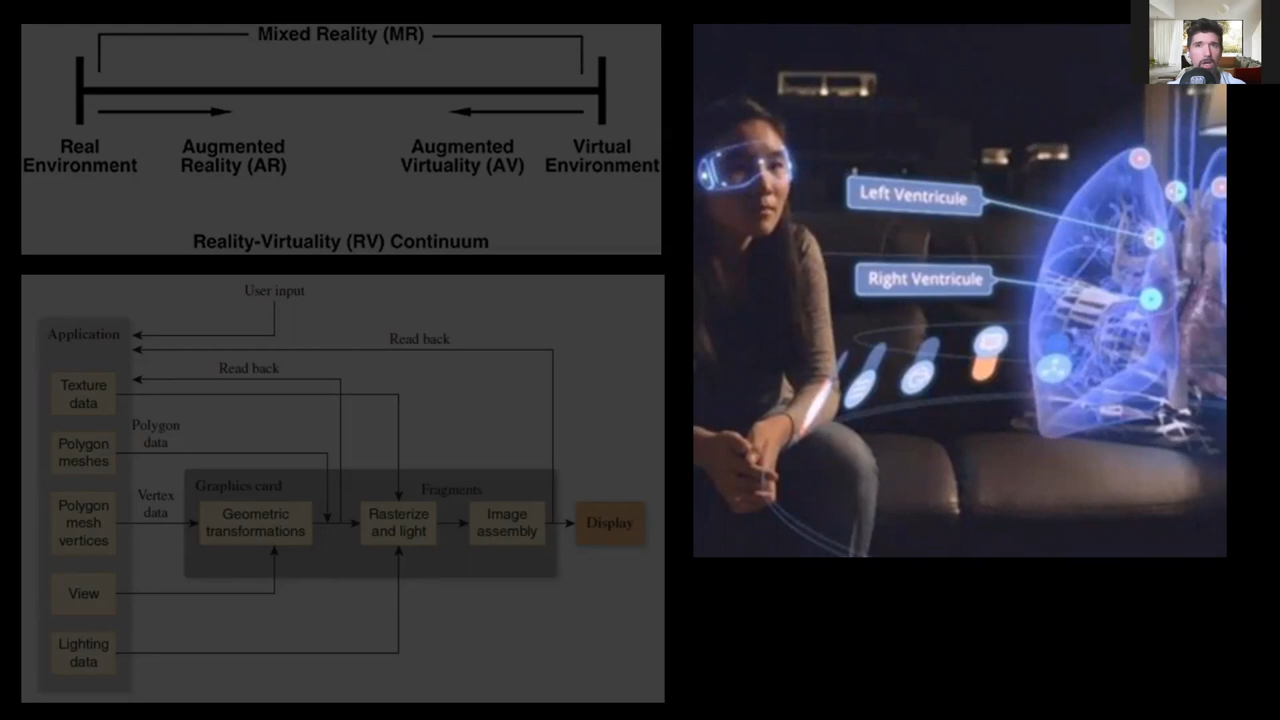 Mixed Reality (MR)
Real
Environment
Augmented
Reality (AR)
Augmented
Virtuality (AV)
Virtual
Environment
Reality-Virtuality (RV) Continuum
User input
Application
Read back
Read back
Texture
data
Polygon
data
Polygon
meshes
Graphics card
Fragments
Vertex
data
Polygon
mesh
vertices
Geometric
transformations
Rasterize
and light
Image
assembly
Display
View
Lighting
data
Left Ventricule
Right Ventricule